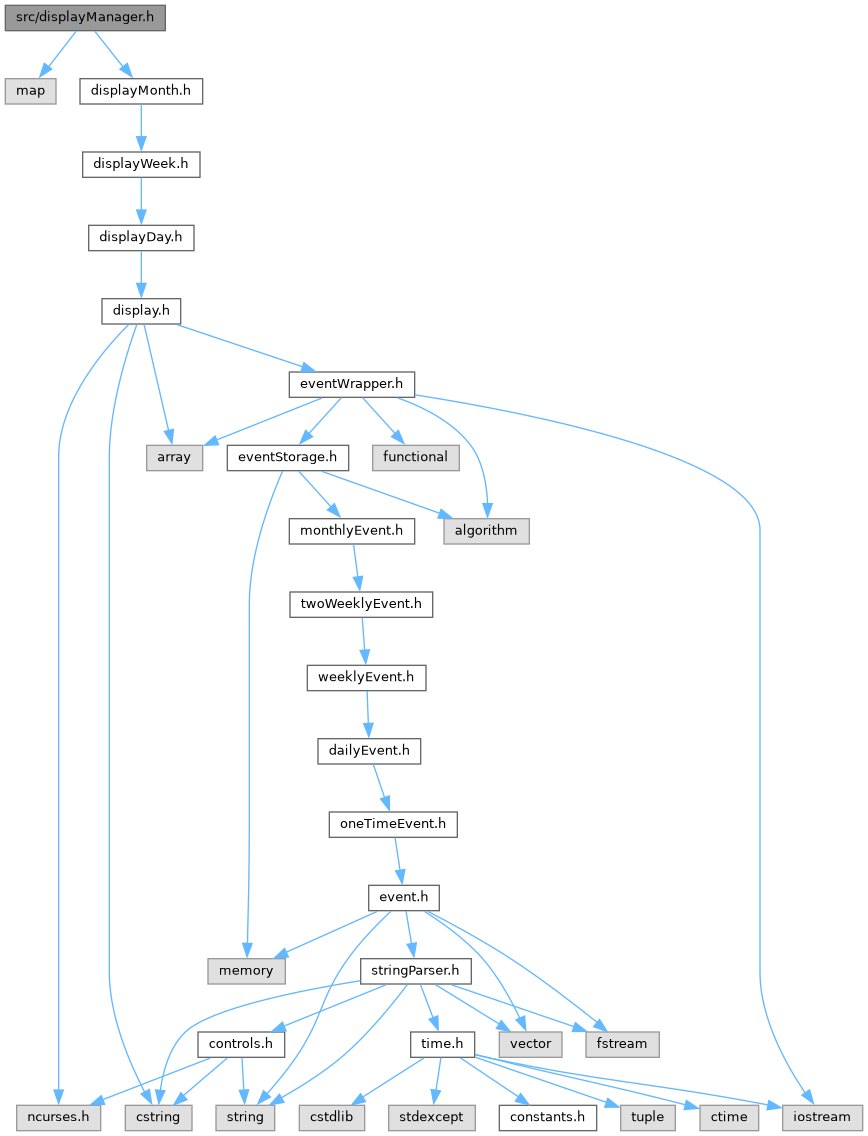 src/displayManager.h
map
displayMonth.h
displayWeek.h
displayDay.h
display.h
eventWrapper.h
array
eventStorage.h
functional
monthlyEvent.h
algorithm
twoWeeklyEvent.h
weeklyEvent.h
dailyEvent.h
oneTimeEvent.h
event.h
memory
stringParser.h
controls.h
time.h
vector
fstream
ncurses.h
cstring
string
cstdlib
stdexcept
constants.h
tuple
ctime
iostream